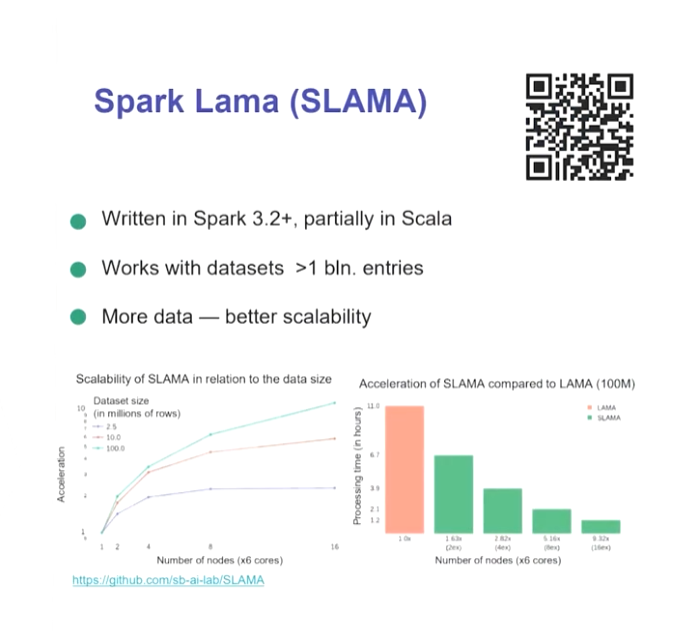 Spark Lama (SLAMA)
Written in Spark 3.2+, partially in Scala
Works with datasets >1 bln. entries
More data — better scalability
Scalability of SLAMA in relation to the data size
Dataset size
(in millions of rows)
2.5
10.0
100.0
Acceleration
10
1
1 2 4 8 16
Number of nodes (x6 cores)
Acceleration of SLAMA compared to LAMA (100M)
LAMA
SLAMA
Processing time (in hours)
11.0
6.7
3.9
2.1
1.2
1.0x 1.63x 2.82x 5.16x 9.32x
(2ex) (4ex) (8ex) (16ex)
Number of nodes (x6 cores)
https://github.com/sb-ai-lab/SLAMA